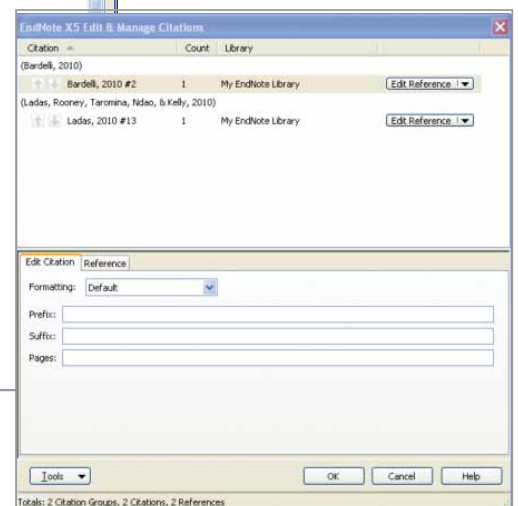 EndNote X5 Edit & Manage Citations
Citation Count Library
(Bardelli, 2010)
Bardelli, 2010 #2 1 My EndNote Library Edit Reference
(Ladas, Rooney, Taromina, Ndao, & Kelly, 2010)
Ladas, 2010 #13 1 My EndNote Library Edit Reference
Edit Citation Reference
Formatting: Default
Prefix:
Suffix:
Pages:
Tools OK Cancel Help
Totals: 2 Citation Groups, 2 Citations, 2 References